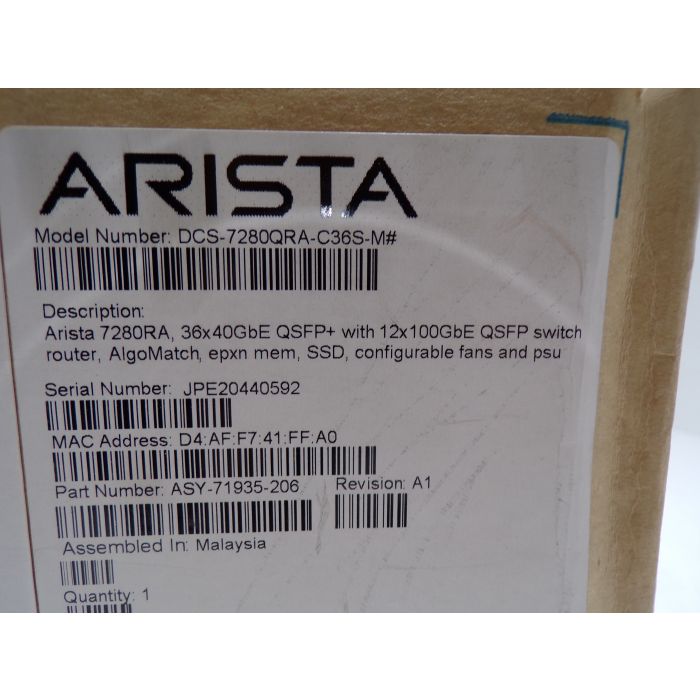 ARISTA
Model Number: DCS-7280QRA-C36S-M#
Description:
Arista 7280RA, 36x40GbE QSFP+ with 12x100GbE QSFP switch
router, AlgoMatch, epxn mem, SSD, configurable fans and psu
Serial Number: JPE20440592
MAC Address: D4:AF:F7:41:FF:A0
Part Number: ASY-71935-206 Revision: A1
Assembled In: Malaysia
Quantity: 1